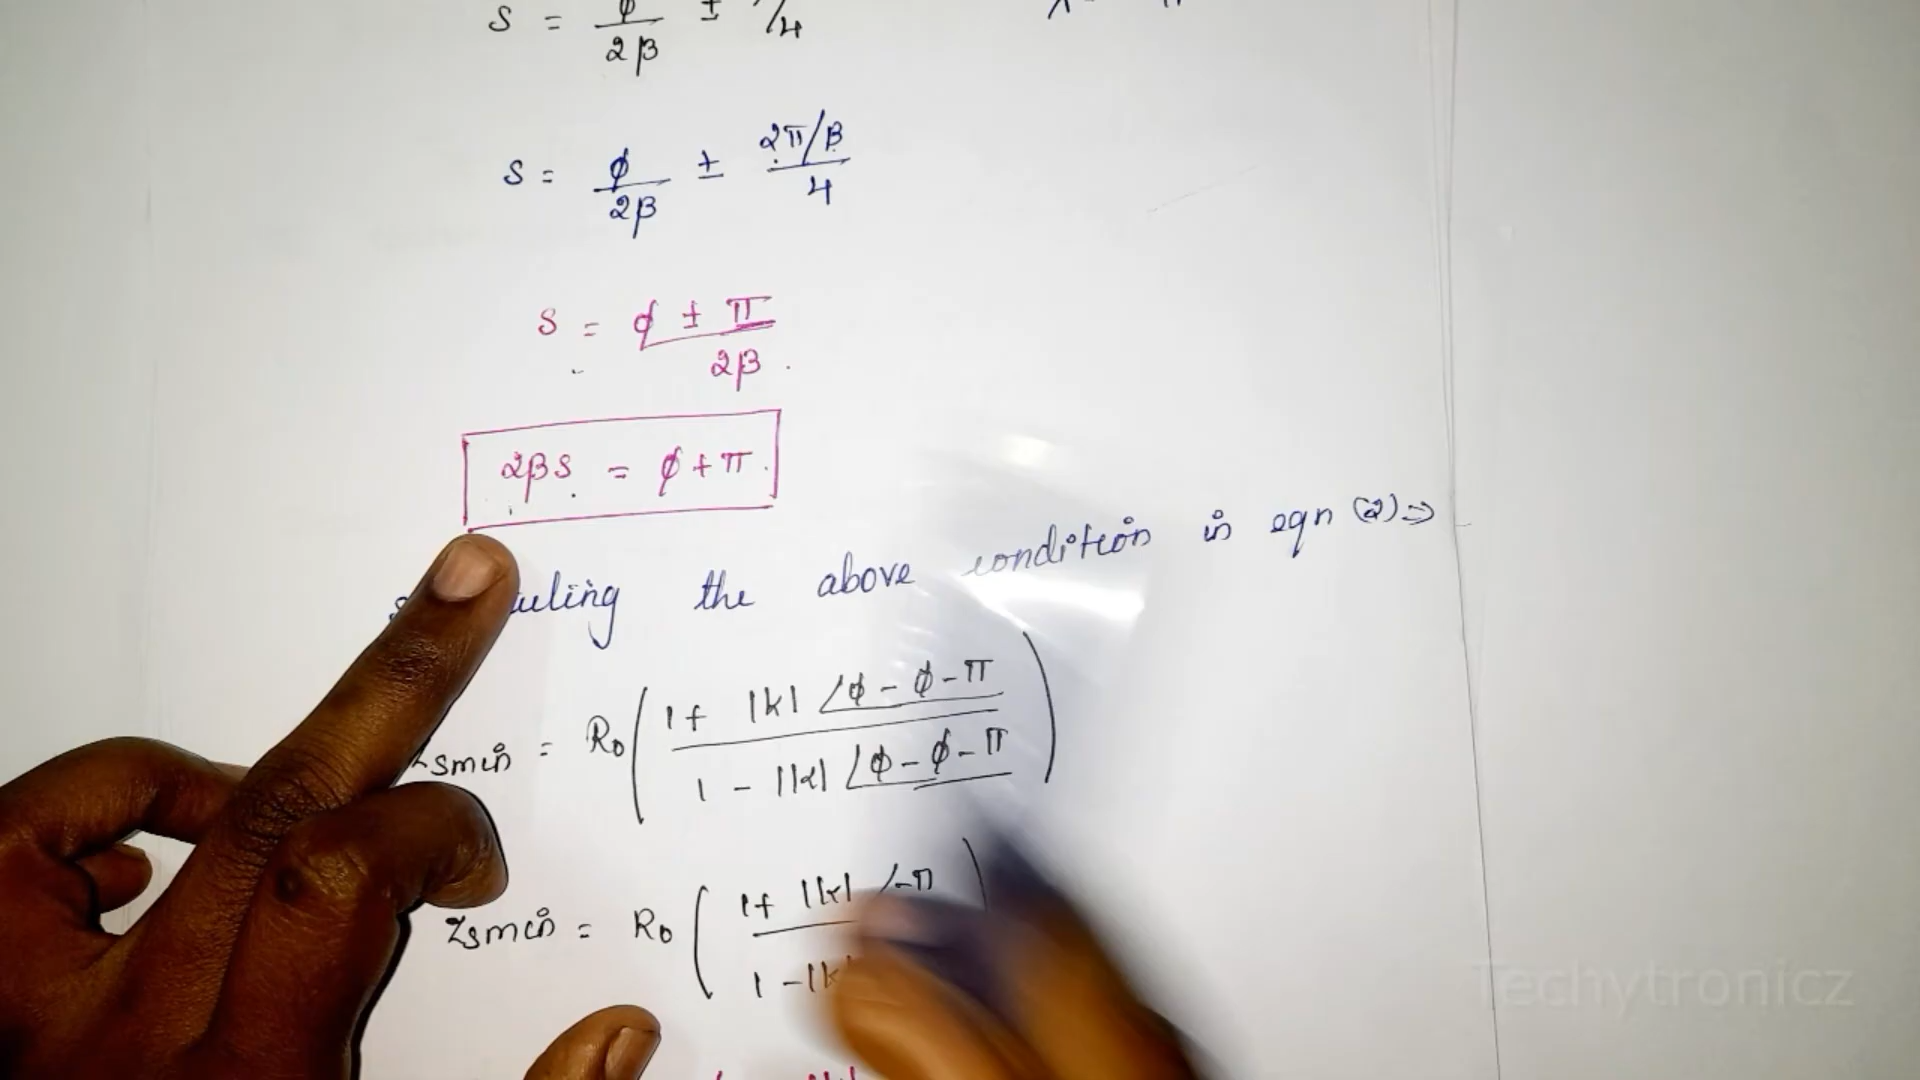 S = ϕ/2β ± /4
S = ϕ/2β ± (2π/β)/4
S = (ϕ ± π)/2β
2βS = ϕ + π
the above condition in eqn (2) ⇒
Zsmin = R0 ( (1 + |k| ∠ϕ - ϕ - π) / (1 - |k| ∠ϕ - ϕ - π) )
Zsmin = R0 ( (1 + |k| ∠-π) / (1 - |k|
Techytronicz